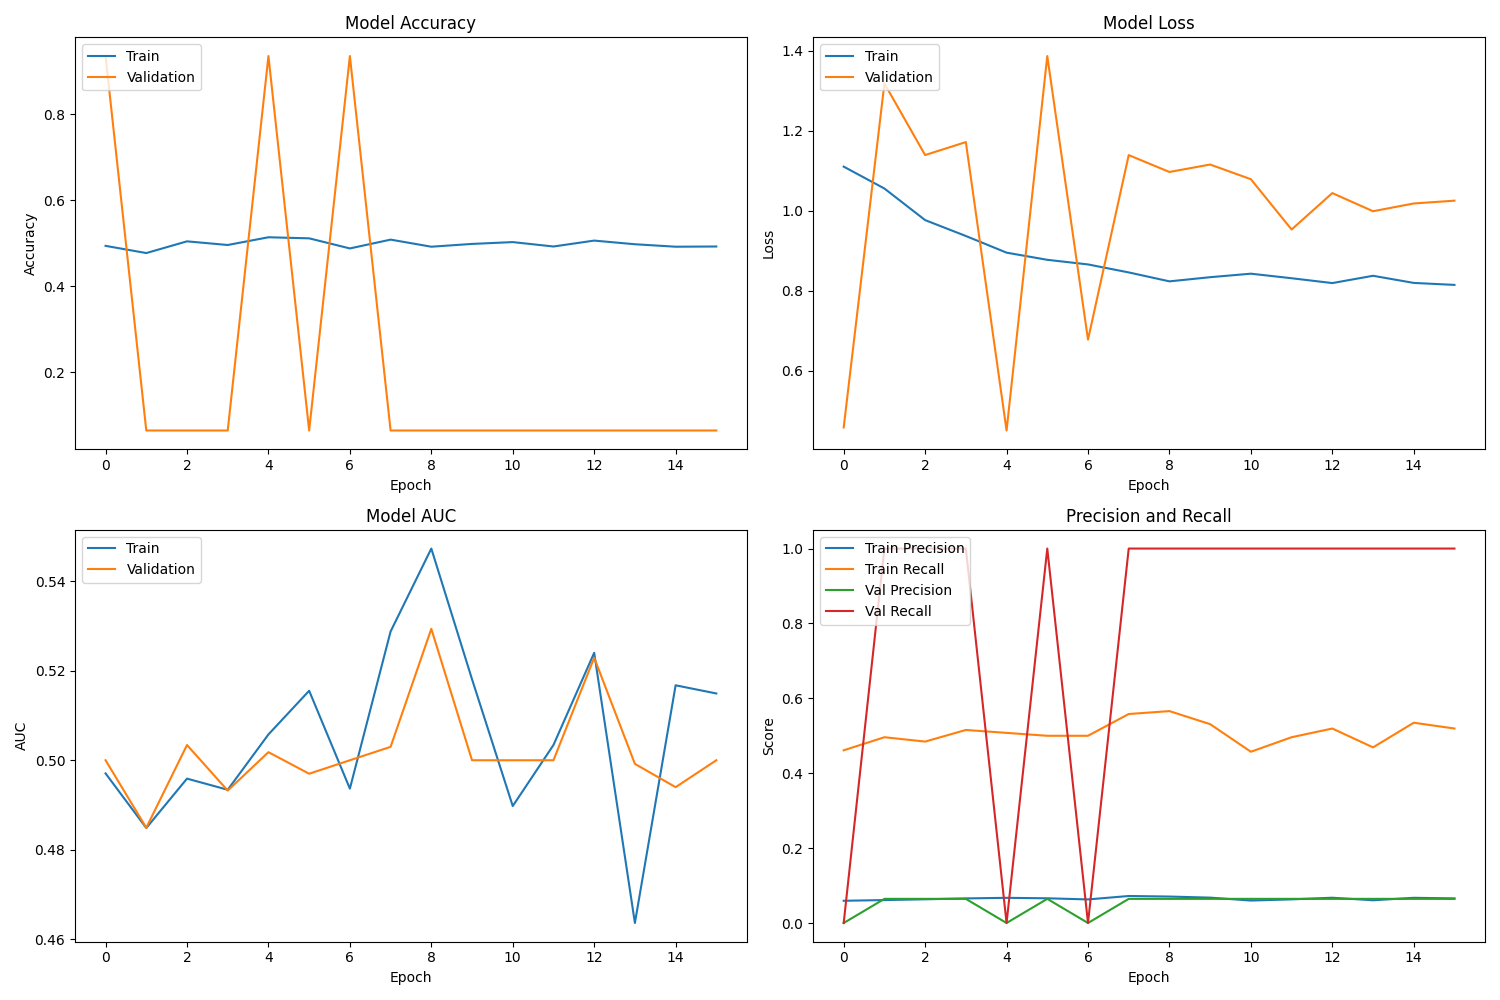 Model Accuracy
Train
Validation
0.8
0.6
0.4
0.2
Accuracy
0 2 4 6 8 10 12 14
Epoch
Model Loss
Train
Validation
1.4
1.2
1.0
0.8
0.6
Loss
0 2 4 6 8 10 12 14
Epoch
Model AUC
Train
Validation
0.54
0.52
0.50
0.48
0.46
AUC
0 2 4 6 8 10 12 14
Epoch
Precision and Recall
Train Precision
Train Recall
Val Precision
Val Recall
1.0
0.8
0.6
0.4
0.2
0.0
Score
0 2 4 6 8 10 12 14
Epoch